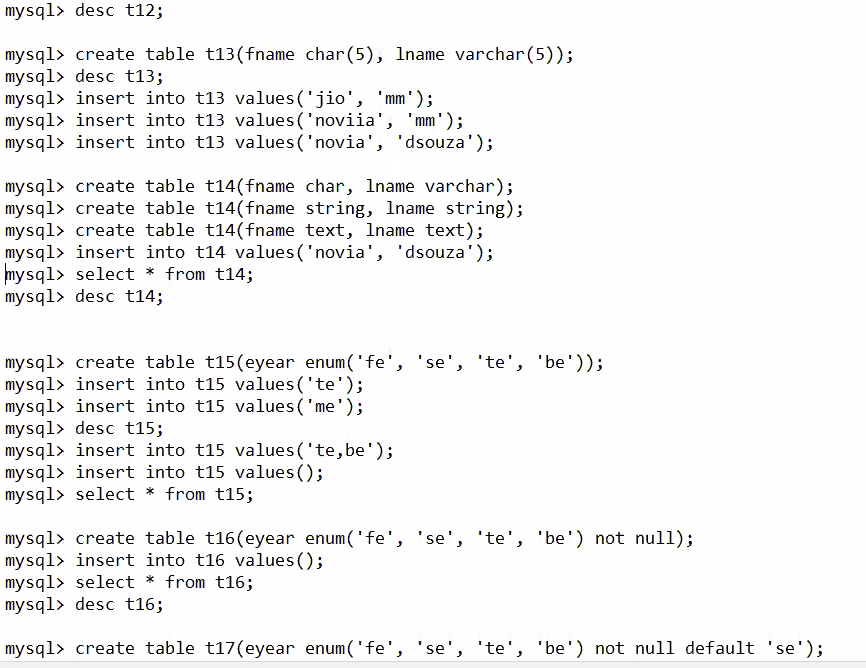 mysql> desc t12;
mysql> create table t13(fname char(5), lname varchar(5));
mysql> desc t13;
mysql> insert into t13 values('jio', 'mm');
mysql> insert into t13 values('noviia', 'mm');
mysql> insert into t13 values('novia', 'dsouza');
mysql> create table t14(fname char, lname varchar);
mysql> create table t14(fname string, lname string);
mysql> create table t14(fname text, lname text);
mysql> insert into t14 values('novia', 'dsouza');
mysql> select * from t14;
mysql> desc t14;
mysql> create table t15(eyear enum('fe', 'se', 'te', 'be'));
mysql> insert into t15 values('te');
mysql> insert into t15 values('me');
mysql> desc t15;
mysql> insert into t15 values('te,be');
mysql> insert into t15 values();
mysql> select * from t15;
mysql> create table t16(eyear enum('fe', 'se', 'te', 'be') not null);
mysql> insert into t16 values();
mysql> select * from t16;
mysql> desc t16;
mysql> create table t17(eyear enum('fe', 'se', 'te', 'be') not null default 'se');